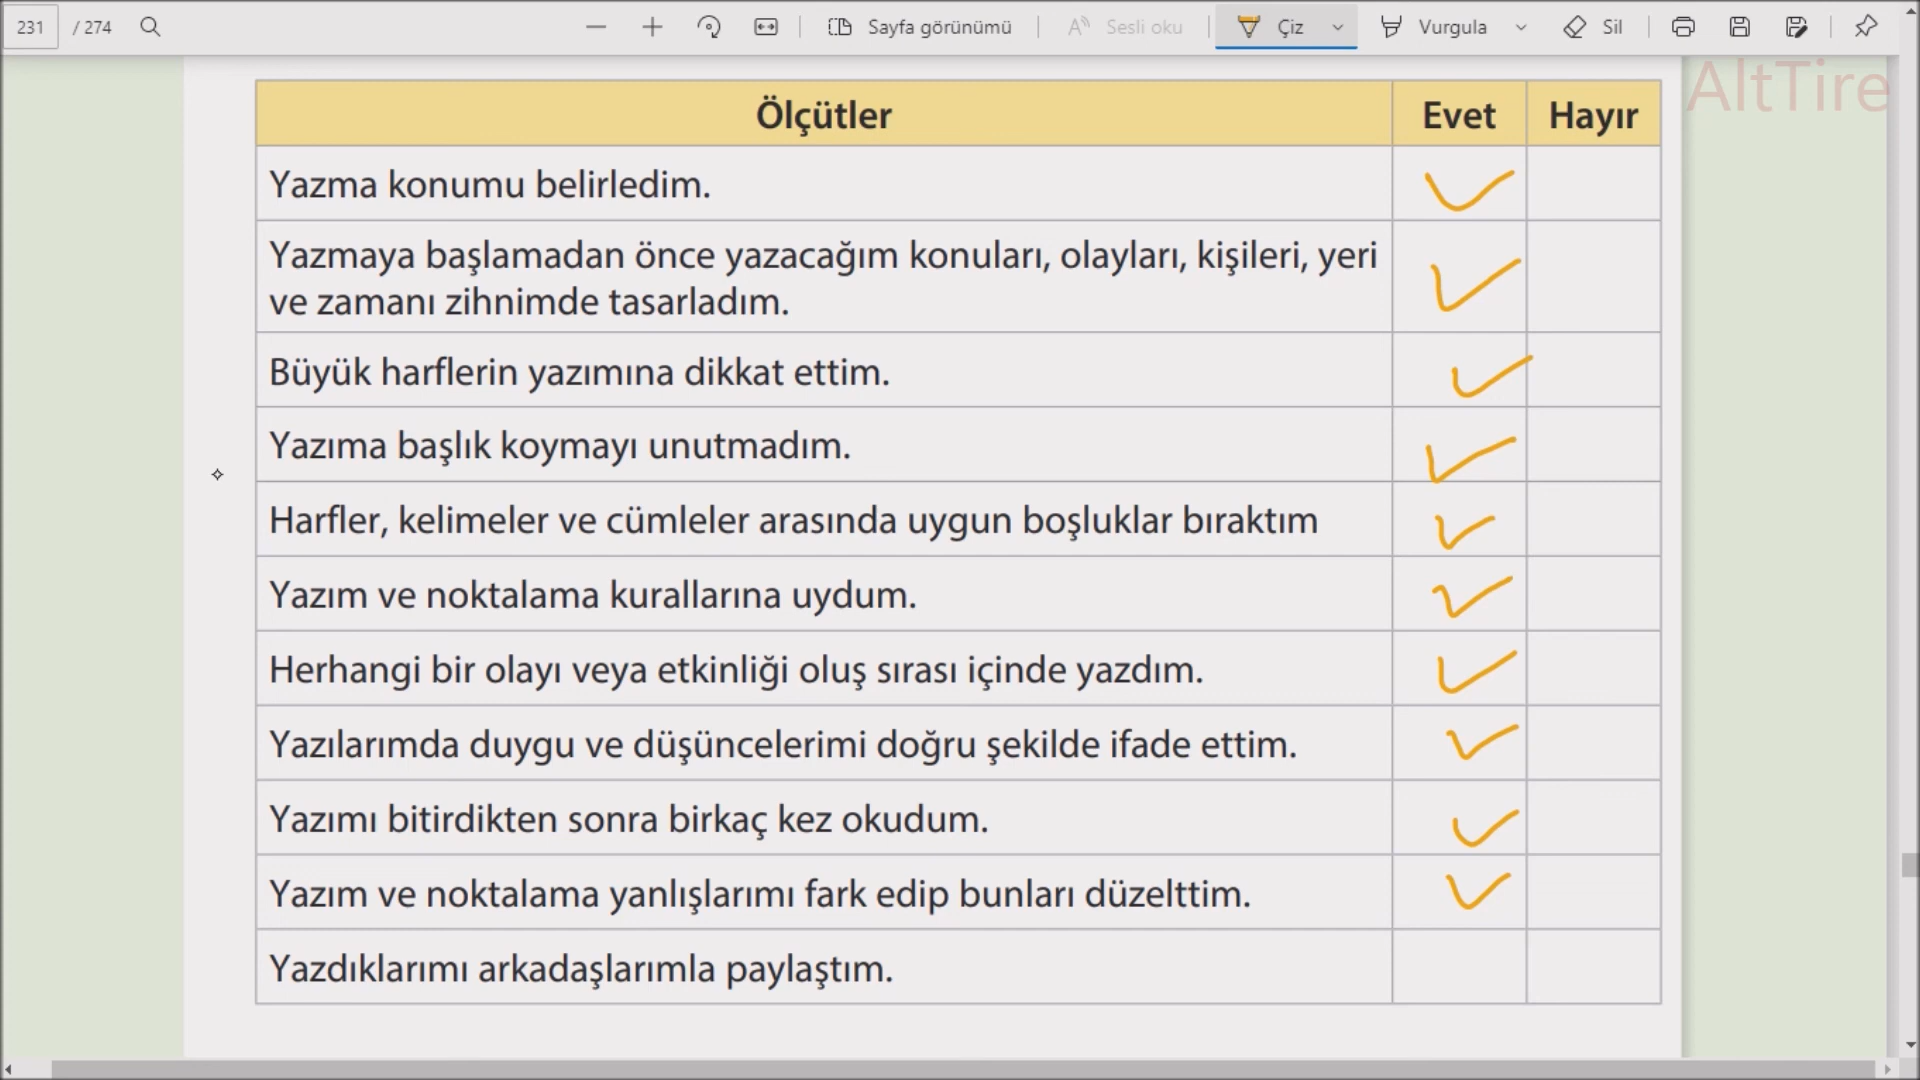 231 / 274 Sayfa görünümü Sesli oku Çiz Vurgula Sil
AltTire
Ölçütler Evet Hayır
Yazma konumu belirledim.
Yazmaya başlamadan önce yazacağım konuları, olayları, kişileri, yeri
ve zamanı zihnimde tasarladım.
Büyük harflerin yazımına dikkat ettim.
Yazıma başlık koymayı unutmadım.
Harfler, kelimeler ve cümleler arasında uygun boşluklar bıraktım
Yazım ve noktalama kurallarına uydum.
Herhangi bir olayı veya etkinliği oluş sırası içinde yazdım.
Yazılarımda duygu ve düşüncelerimi doğru şekilde ifade ettim.
Yazımı bitirdikten sonra birkaç kez okudum.
Yazım ve noktalama yanlışlarımı fark edip bunları düzelttim.
Yazdıklarımı arkadaşlarımla paylaştım.